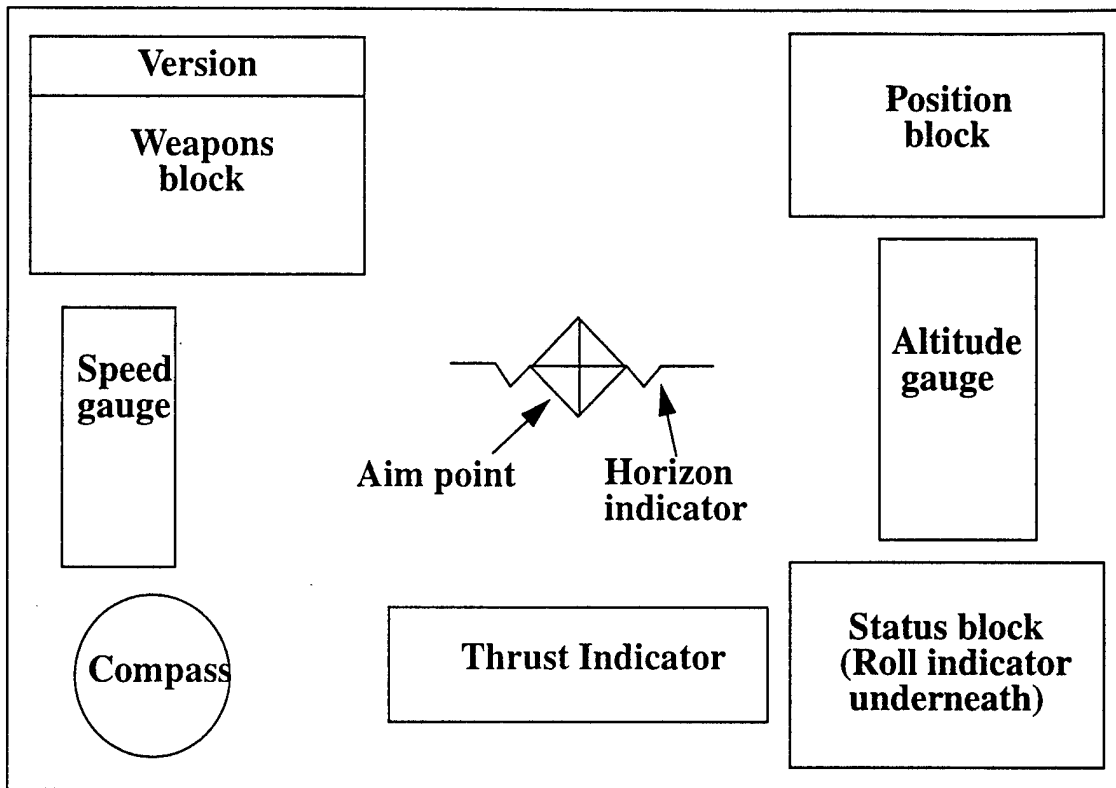 Version
Weapons
block
Position
block
Speed
gauge
Altitude
gauge
Aim point
Horizon
indicator
Compass
Thrust Indicator
Status block
(Roll indicator
underneath)